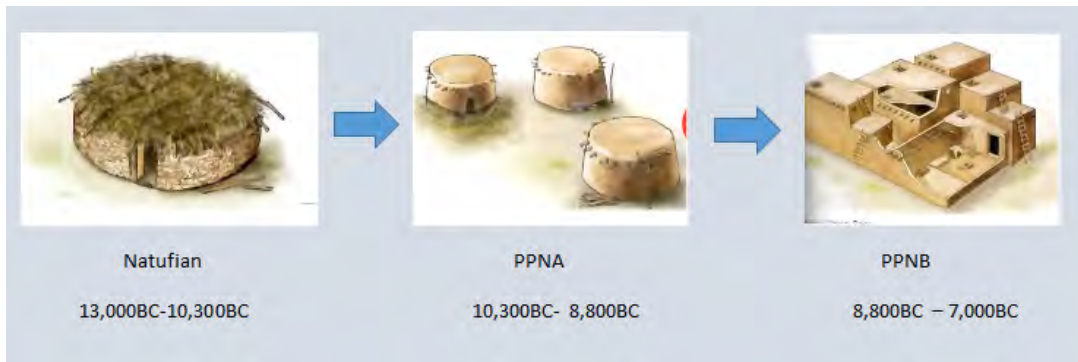 Natufian
PPNA
PPNB
13,000BC-10,300BC
10,300BC- 8,800BC
8,800BC – 7,000BC